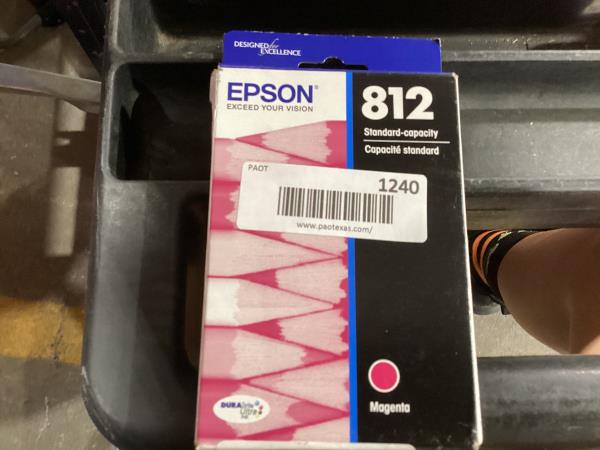 DESIGNED for
EXCELLENCE
EPSON®
EXCEED YOUR VISION
812
Standard-capacity
Capacité standard
PAOT
1240
www.paotexas.com/
DURABrite
Ultra
Magenta